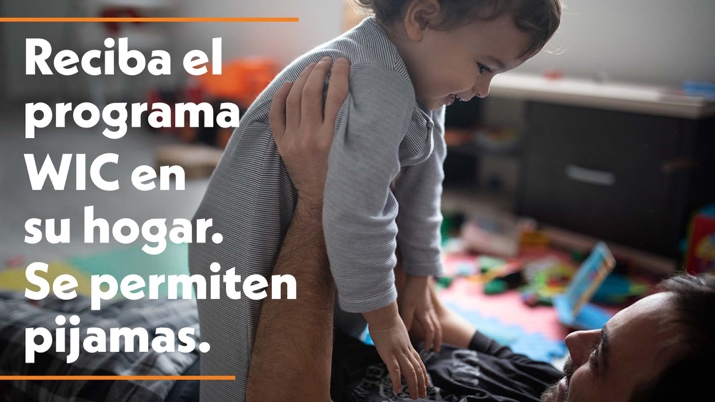 Reciba el
programa
WIC en
su hogar.
Se permiten
pijamas.